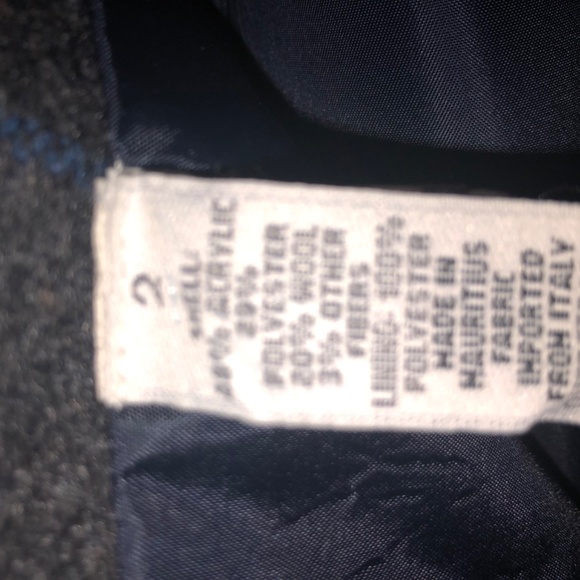 2
SHELL:
48% ACRYLIC
29%
POLYESTER
20% WOOL
3% OTHER
FIBERS
LINING: 100%
POLYESTER
MADE IN
MAURITIUS
FABRIC
IMPORTED
FROM ITALY